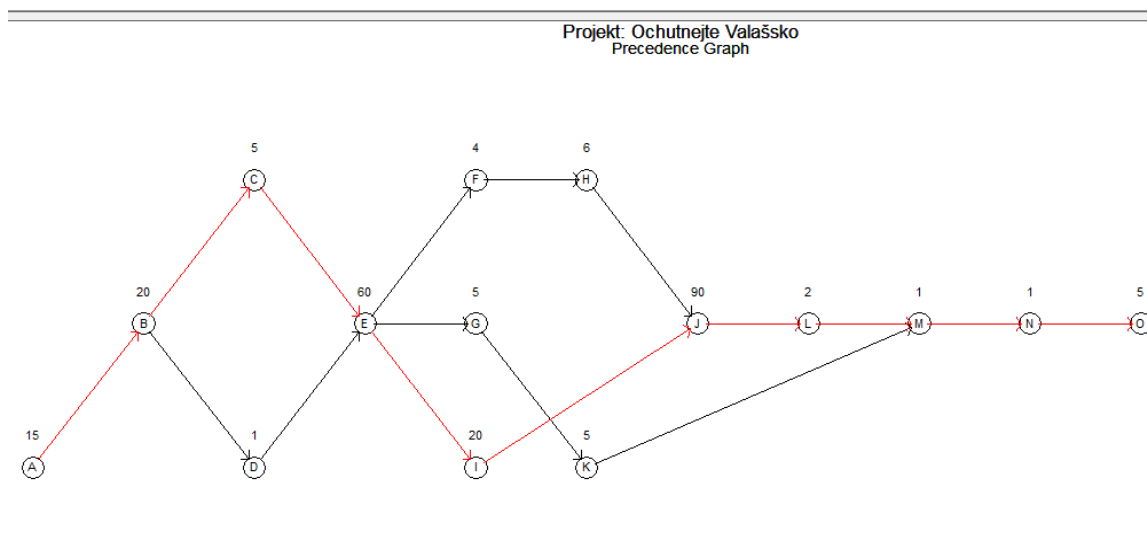 Projekt: Ochutnejte Valašsko
Precedence Graph
5 4 6
C F H
20 60 5 90 2 1 1 5
B E G J L M N O
15 1 20 5
A D I K